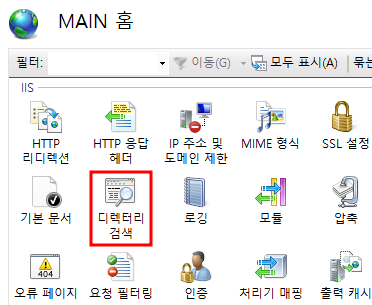 MAIN 홈
필터: 이동(G) 모두 표시(A) 묶는
IIS
HTTP 리디렉션
HTTP 응답 헤더
IP 주소 및 도메인 제한
MIME 형식
SSL 설정
기본 문서
디렉터리 검색
로깅
모듈
압축
404
오류 페이지
요청 필터링
인증
처리기 매핑
출력 캐시